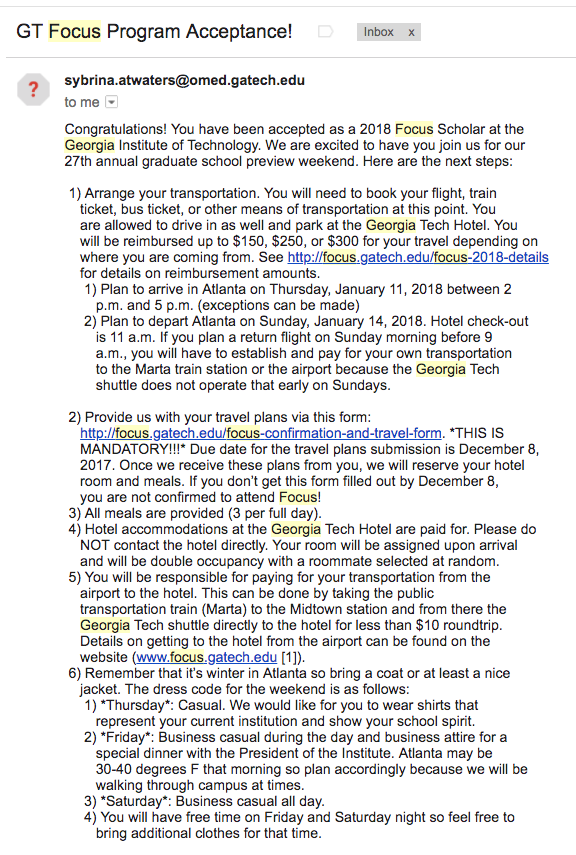 GT Focus Program Acceptance!
Inbox x
?
sybrina.atwaters@omed.gatech.edu
to me
Congratulations! You have been accepted as a 2018 Focus Scholar at the
Georgia Institute of Technology. We are excited to have you join us for our
27th annual graduate school preview weekend. Here are the next steps:
1) Arrange your transportation. You will need to book your flight, train
ticket, bus ticket, or other means of transportation at this point. You
are allowed to drive in as well and park at the Georgia Tech Hotel. You
will be reimbursed up to $150, $250, or $300 for your travel depending on
where you are coming from. See http://focus.gatech.edu/focus-2018-details
for details on reimbursement amounts.
1) Plan to arrive in Atlanta on Thursday, January 11, 2018 between 2
p.m. and 5 p.m. (exceptions can be made)
2) Plan to depart Atlanta on Sunday, January 14, 2018. Hotel check-out
is 11 a.m. If you plan a return flight on Sunday morning before 9
a.m., you will have to establish and pay for your own transportation
to the Marta train station or the airport because the Georgia Tech
shuttle does not operate that early on Sundays.
2) Provide us with your travel plans via this form:
http://focus.gatech.edu/focus-confirmation-and-travel-form. *THIS IS
MANDATORY!!!* Due date for the travel plans submission is December 8,
2017. Once we receive these plans from you, we will reserve your hotel
room and meals. If you don't get this form filled out by December 8,
you are not confirmed to attend Focus!
3) All meals are provided (3 per full day).
4) Hotel accommodations at the Georgia Tech Hotel are paid for. Please do
NOT contact the hotel directly. Your room will be assigned upon arrival
and will be double occupancy with a roommate selected at random.
5) You will be responsible for paying for your transportation from the
airport to the hotel. This can be done by taking the public
transportation train (Marta) to the Midtown station and from there the
Georgia Tech shuttle directly to the hotel for less than $10 roundtrip.
Details on getting to the hotel from the airport can be found on the
website (www.focus.gatech.edu [1]).
6) Remember that it's winter in Atlanta so bring a coat or at least a nice
jacket. The dress code for the weekend is as follows:
1) *Thursday*: Casual. We would like for you to wear shirts that
represent your current institution and show your school spirit.
2) *Friday*: Business casual during the day and business attire for a
special dinner with the President of the Institute. Atlanta may be
30-40 degrees F that morning so plan accordingly because we will be
walking through campus at times.
3) *Saturday*: Business casual all day.
4) You will have free time on Friday and Saturday night so feel free to
bring additional clothes for that time.